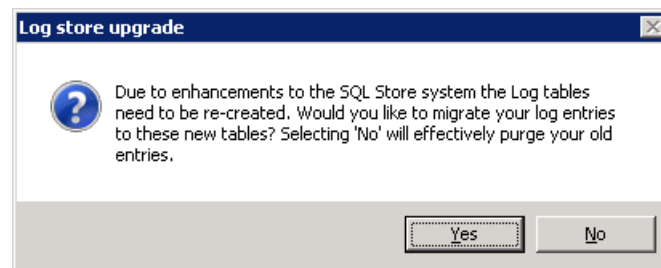 Log store upgrade
Due to enhancements to the SQL Store system the Log tables
need to be re-created. Would you like to migrate your log entries
to these new tables? Selecting 'No' will effectively purge your old
entries.
Yes
No